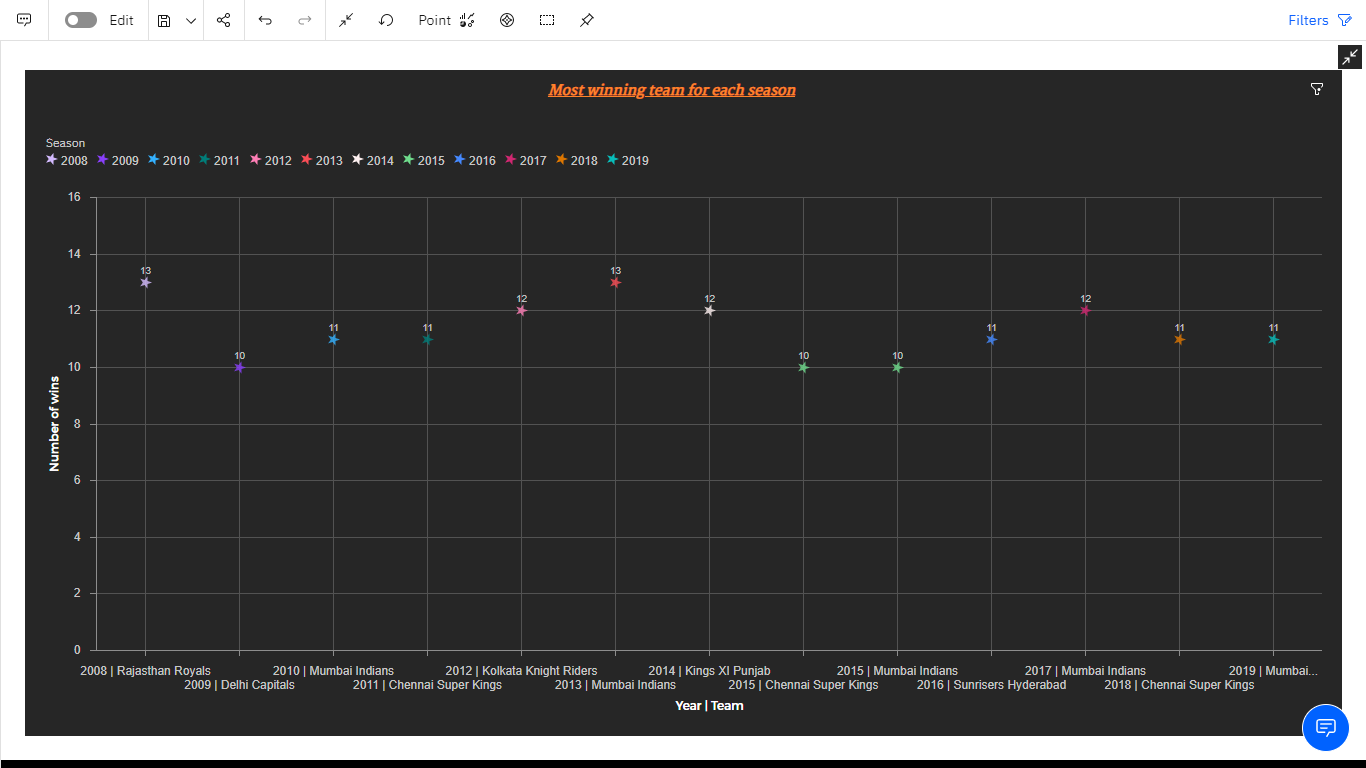 Edit
Point
Filters
Most winning team for each season
Season
2008 2009 2010 2011 2012 2013 2014 2015 2016 2017 2018 2019
16
14
12
10
8
6
4
2
0
Number of wins
13
10
11
11
12
13
12
10
10
11
12
11
11
2008 | Rajasthan Royals
2009 | Delhi Capitals
2010 | Mumbai Indians
2011 | Chennai Super Kings
2012 | Kolkata Knight Riders
2013 | Mumbai Indians
2014 | Kings XI Punjab
2015 | Chennai Super Kings
2015 | Mumbai Indians
2016 | Sunrisers Hyderabad
2017 | Mumbai Indians
2018 | Chennai Super Kings
2019 | Mumbai...
Year | Team